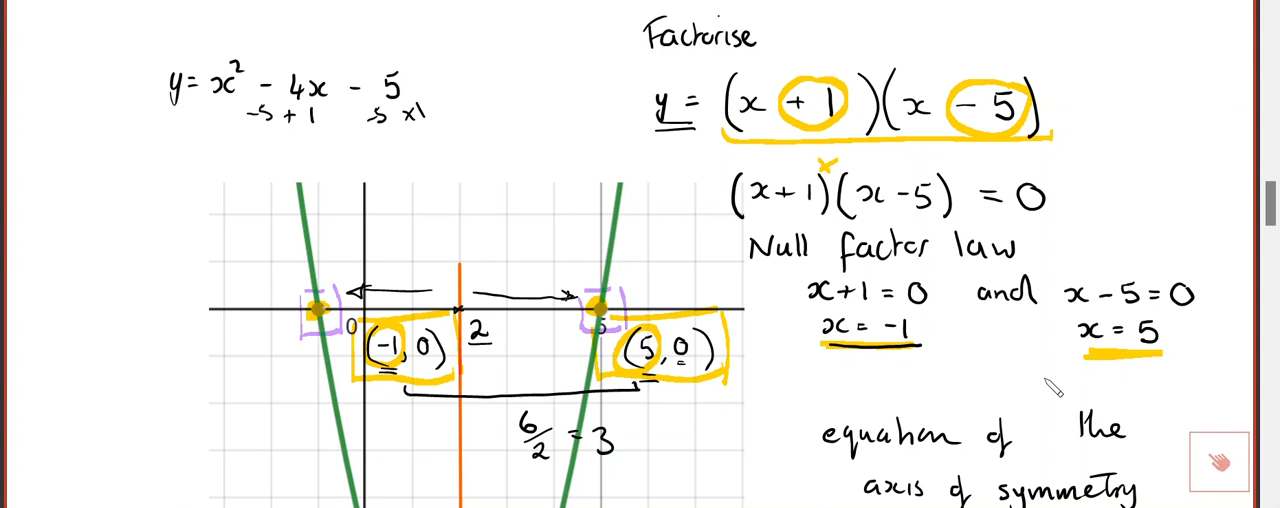 Factorise
y = x² - 4x - 5
-5 + 1 -5 x1
y = (x + 1)(x - 5)
(x+1)(x-5) = 0
Null factor law
x+1 = 0 and x-5 = 0
x = -1 x = 5
0 2 5
(-1, 0) (5, 0)
6/2 = 3
equation of the
axis of symmetry